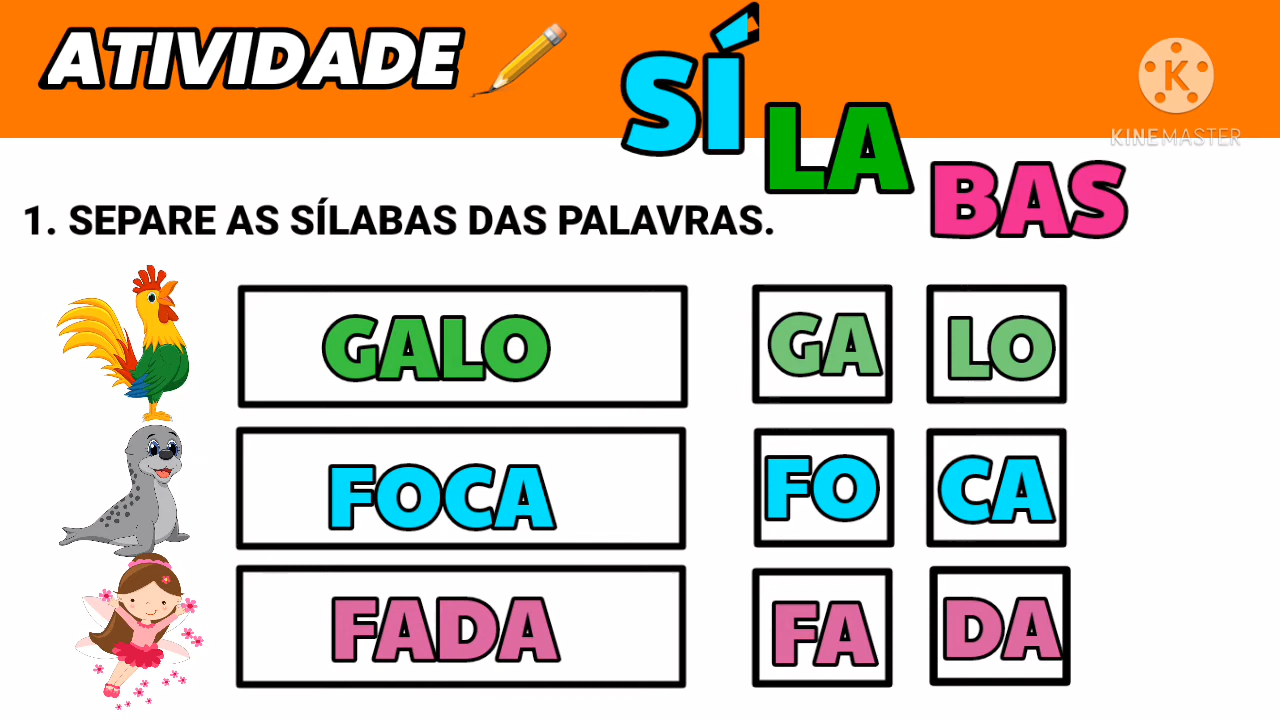 ATIVIDADE
SÍ
LA
BAS
K
KINEMASTER
1. SEPARE AS SÍLABAS DAS PALAVRAS.
GALO GA LO
FOCA FO CA
FADA FA DA